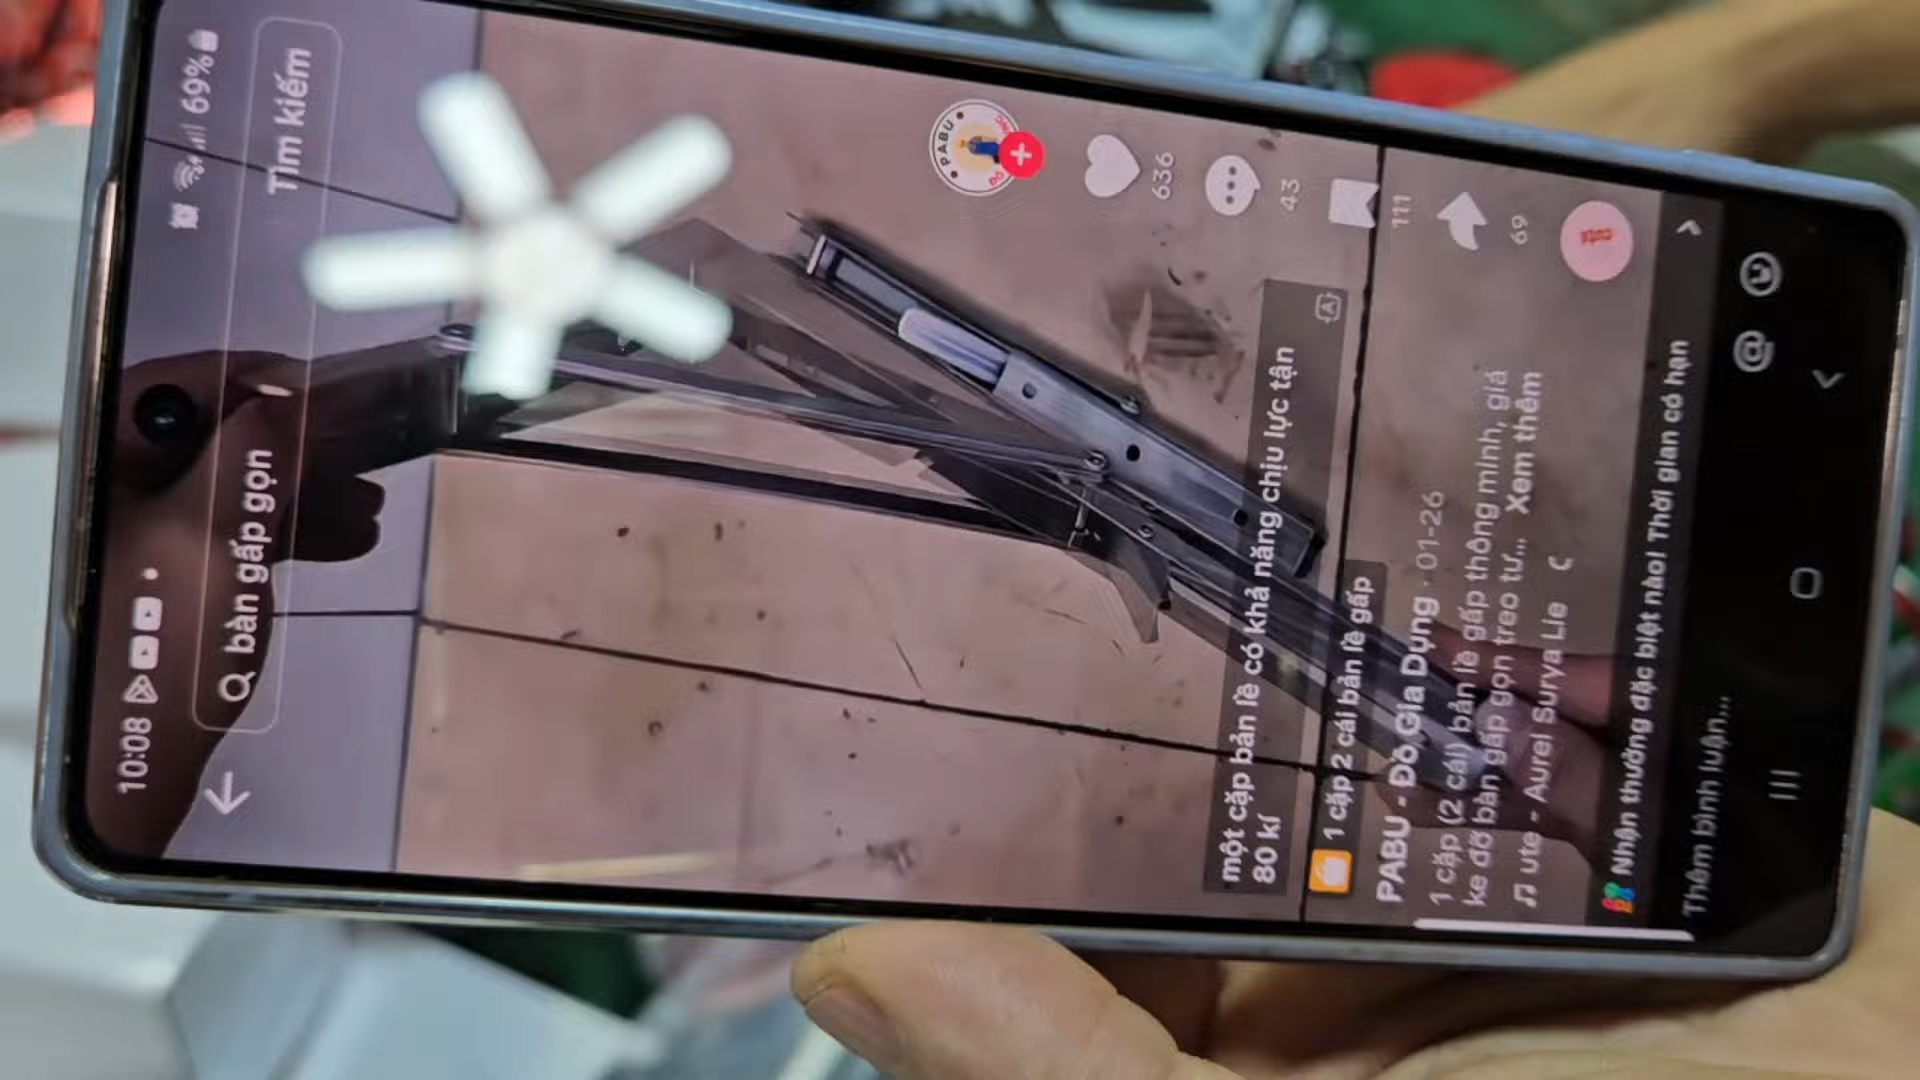 10:08
69%
bàn gấp gọn
Tìm kiếm
PABU
636
43
111
69
một cặp bản lề có khả năng chịu lực tận
80 kí
1 cặp 2 cái bản lề gấp
PABU - Đồ Gia Dụng · 01-26
1 cặp (2 cái) bản lề gấp thông minh, giá
ke đỡ bàn gấp gọn treo tư... Xem thêm
ute - Aurel Surya Lie
Nhận thưởng đặc biệt nào! Thời gian có hạn
Thêm bình luận...
@